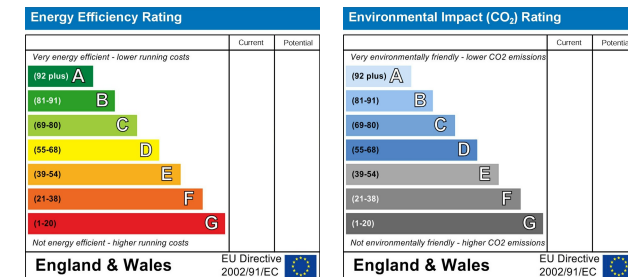 Energy Efficiency Rating
Current Potential
Very energy efficient - lower running costs
(92 plus) A
(81-91) B
(69-80) C
(55-68) D
(39-54) E
(21-38) F
(1-20) G
Not energy efficient - higher running costs
England & Wales
EU Directive
2002/91/EC
Environmental Impact (CO₂) Rating
Current Potential
Very environmentally friendly - lower CO2 emissions
(92 plus) A
(81-91) B
(69-80) C
(55-68) D
(39-54) E
(21-38) F
(1-20) G
Not environmentally friendly - higher CO2 emissions
England & Wales
EU Directive
2002/91/EC